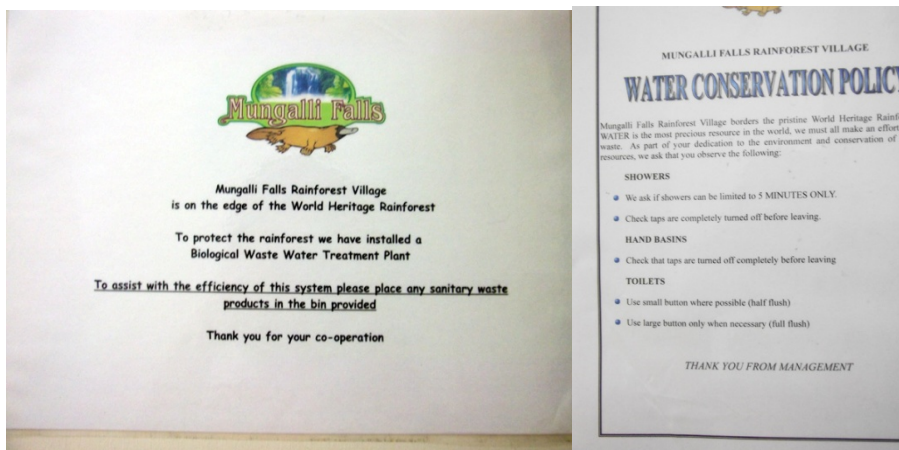 Mungalli Falls
Mungalli Falls Rainforest Village
is on the edge of the World Heritage Rainforest
To protect the rainforest we have installed a
Biological Waste Water Treatment Plant
To assist with the efficiency of this system please place any sanitary waste
products in the bin provided
Thank you for your co-operation
MUNGALLI FALLS RAINFOREST VILLAGE
WATER CONSERVATION POLICY
Mungalli Falls Rainforest Village borders the pristine World Heritage
WATER is the most precious resource in the world, we must all make an effort
waste. As part of your dedication to the environment and conservation of
resources, we ask that you observe the following:
SHOWERS
We ask if showers can be limited to 5 MINUTES ONLY.
Check taps are completely turned off before leaving.
HAND BASINS
Check that taps are turned off completely before leaving
TOILETS
Use small button where possible (half flush)
Use large button only when necessary (full flush)
THANK YOU FROM MANAGEMENT